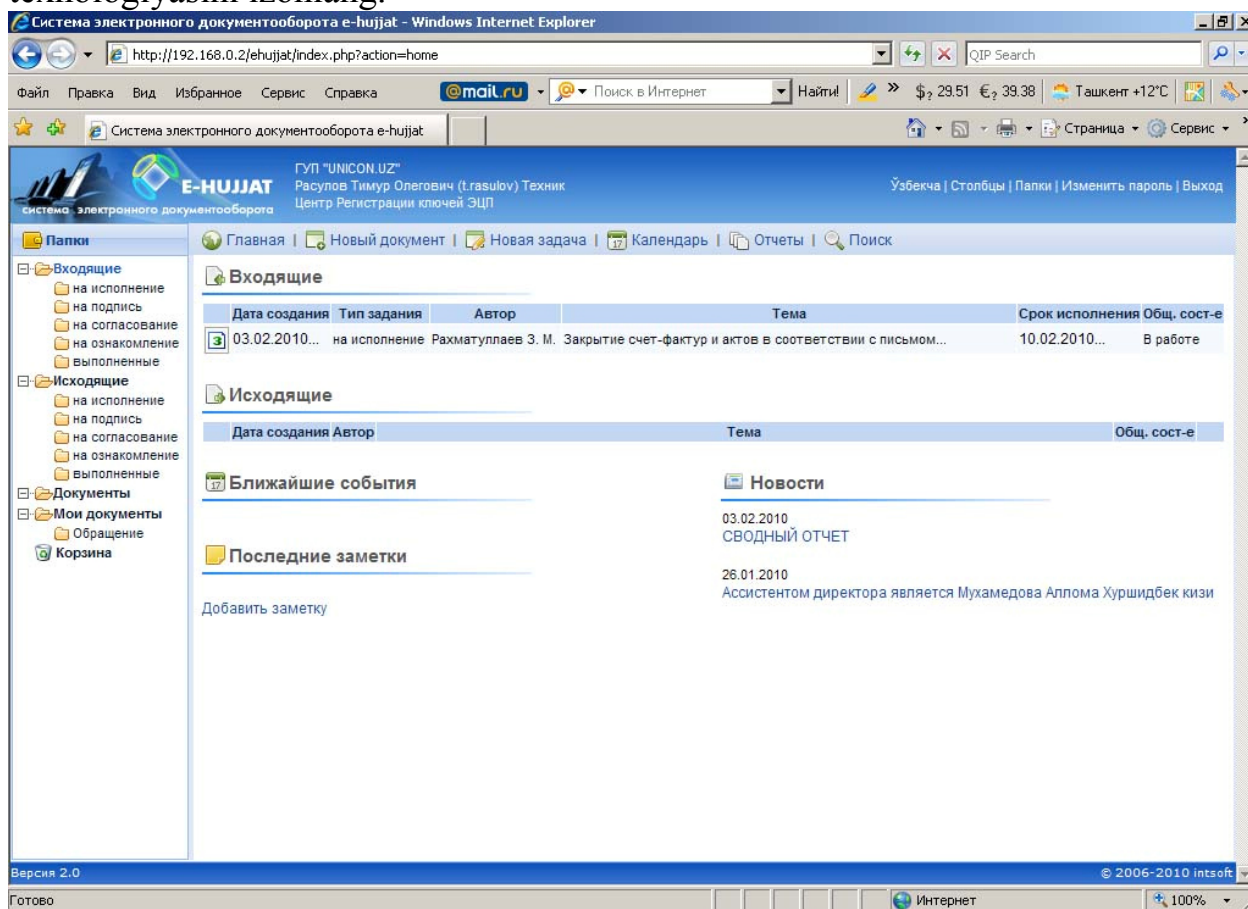 texnologiyasini izohlang.
Система электронного документооборота e-hujjat - Windows Internet Explorer
http://192.168.0.2/ehujjat/index.php?action=home
QIP Search
Файл Правка Вид Избранное Сервис Справка @mail.ru Поиск в Интернет Найти! » $? 29.51 €? 39.38 Ташкент +12°C
Система электронного документооборота e-hujjat Страница Сервис »
E-HUJJAT
система электронного документооборота
ГУП "UNICON.UZ"
Расулов Тимур Олегович (t.rasulov) Техник
Центр Регистрации ключей ЭЦП
Ўзбекча | Столбцы | Папки | Изменить пароль | Выход
Папки
Главная | Новый документ | Новая задача | 17 Календарь | Отчеты | Поиск
Входящие
на исполнение
на подпись
на согласование
на ознакомление
выполненные
Исходящие
на исполнение
на подпись
на согласование
на ознакомление
выполненные
Документы
Мои документы
Обращение
Корзина
Входящие
Дата создания Тип задания Автор Тема Срок исполнения Общ. сост-е
З 03.02.2010... на исполнение Рахматуллаев З. М. Закрытие счет-фактур и актов в соответствии с письмом... 10.02.2010... В работе
Исходящие
Дата создания Автор Тема Общ. сост-е
17 Ближайшие события
Последние заметки
Добавить заметку
Новости
03.02.2010
СВОДНЫЙ ОТЧЕТ
26.01.2010
Ассистентом директора является Мухамедова Аллома Хуршидбек кизи
Версия 2.0 © 2006-2010 intsoft
Готово Интернет 100%